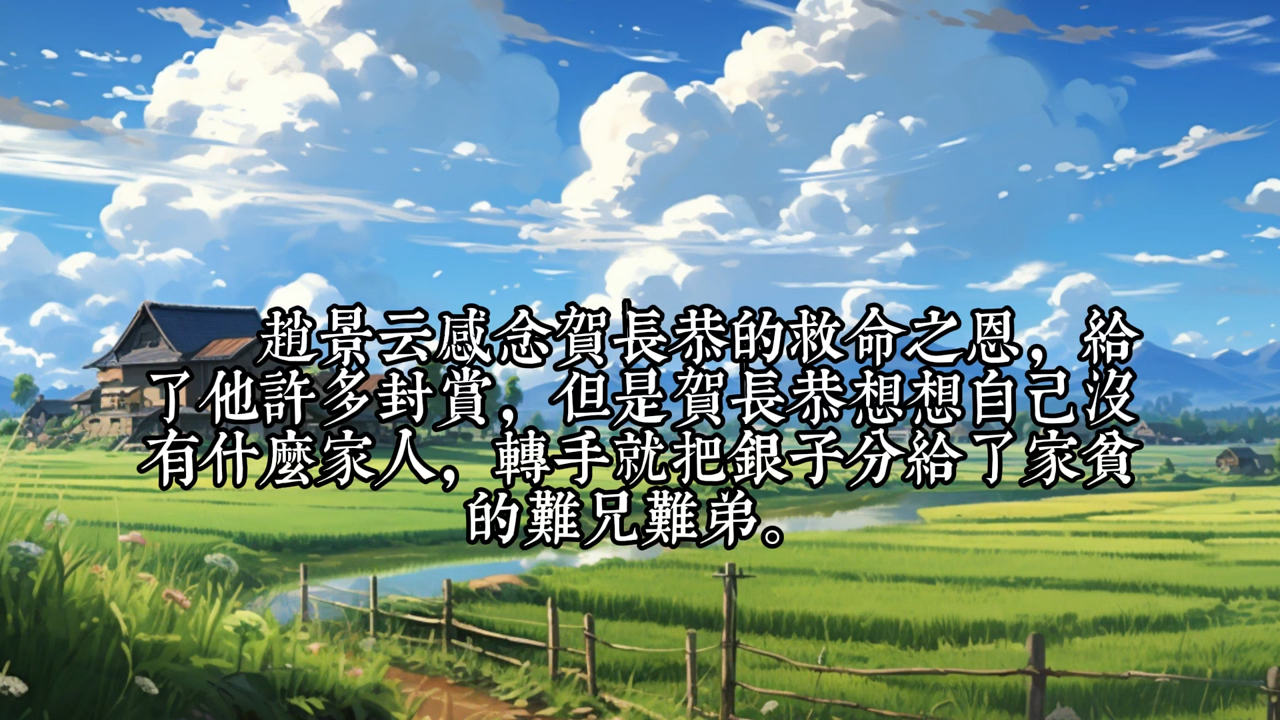 趙景云感念賀長恭的救命之恩，給
了他許多封賞，但是賀長恭想想自己沒
有什麼家人，轉手就把銀子分給了家貧
的難兄難弟。